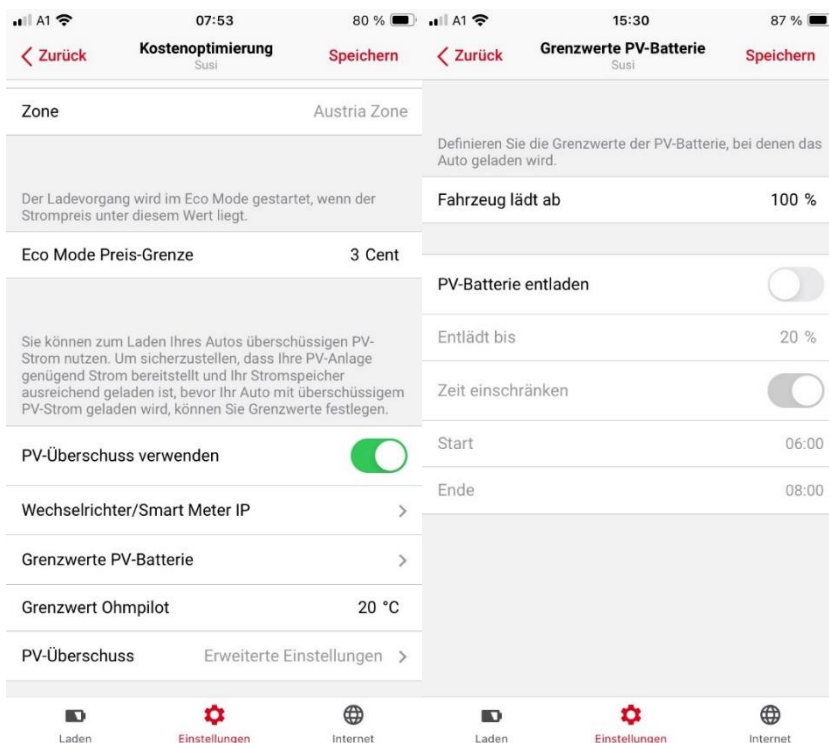 A1
07:53
80 %
Zurück
Kostenoptimierung
Speichern
Susi
Zone
Austria Zone
Der Ladevorgang wird im Eco Mode gestartet, wenn der
Strompreis unter diesem Wert liegt.
Eco Mode Preis-Grenze
3 Cent
Sie können zum Laden Ihres Autos überschüssigen PV-
Strom nutzen. Um sicherzustellen, dass Ihre PV-Anlage
genügend Strom bereitstellt und Ihr Stromspeicher
ausreichend geladen ist, bevor Ihr Auto mit überschüssigem
PV-Strom geladen wird, können Sie Grenzwerte festlegen.
PV-Überschuss verwenden
Wechselrichter/Smart Meter IP
Grenzwerte PV-Batterie
Grenzwert Ohmpilot
20 °C
PV-Überschuss
Erweiterte Einstellungen
Laden
Einstellungen
Internet
A1
15:30
87 %
Zurück
Grenzwerte PV-Batterie
Speichern
Susi
Definieren Sie die Grenzwerte der PV-Batterie, bei denen das
Auto geladen wird.
Fahrzeug lädt ab
100 %
PV-Batterie entladen
Entlädt bis
20 %
Zeit einschränken
Start
06:00
Ende
08:00
Laden
Einstellungen
Internet